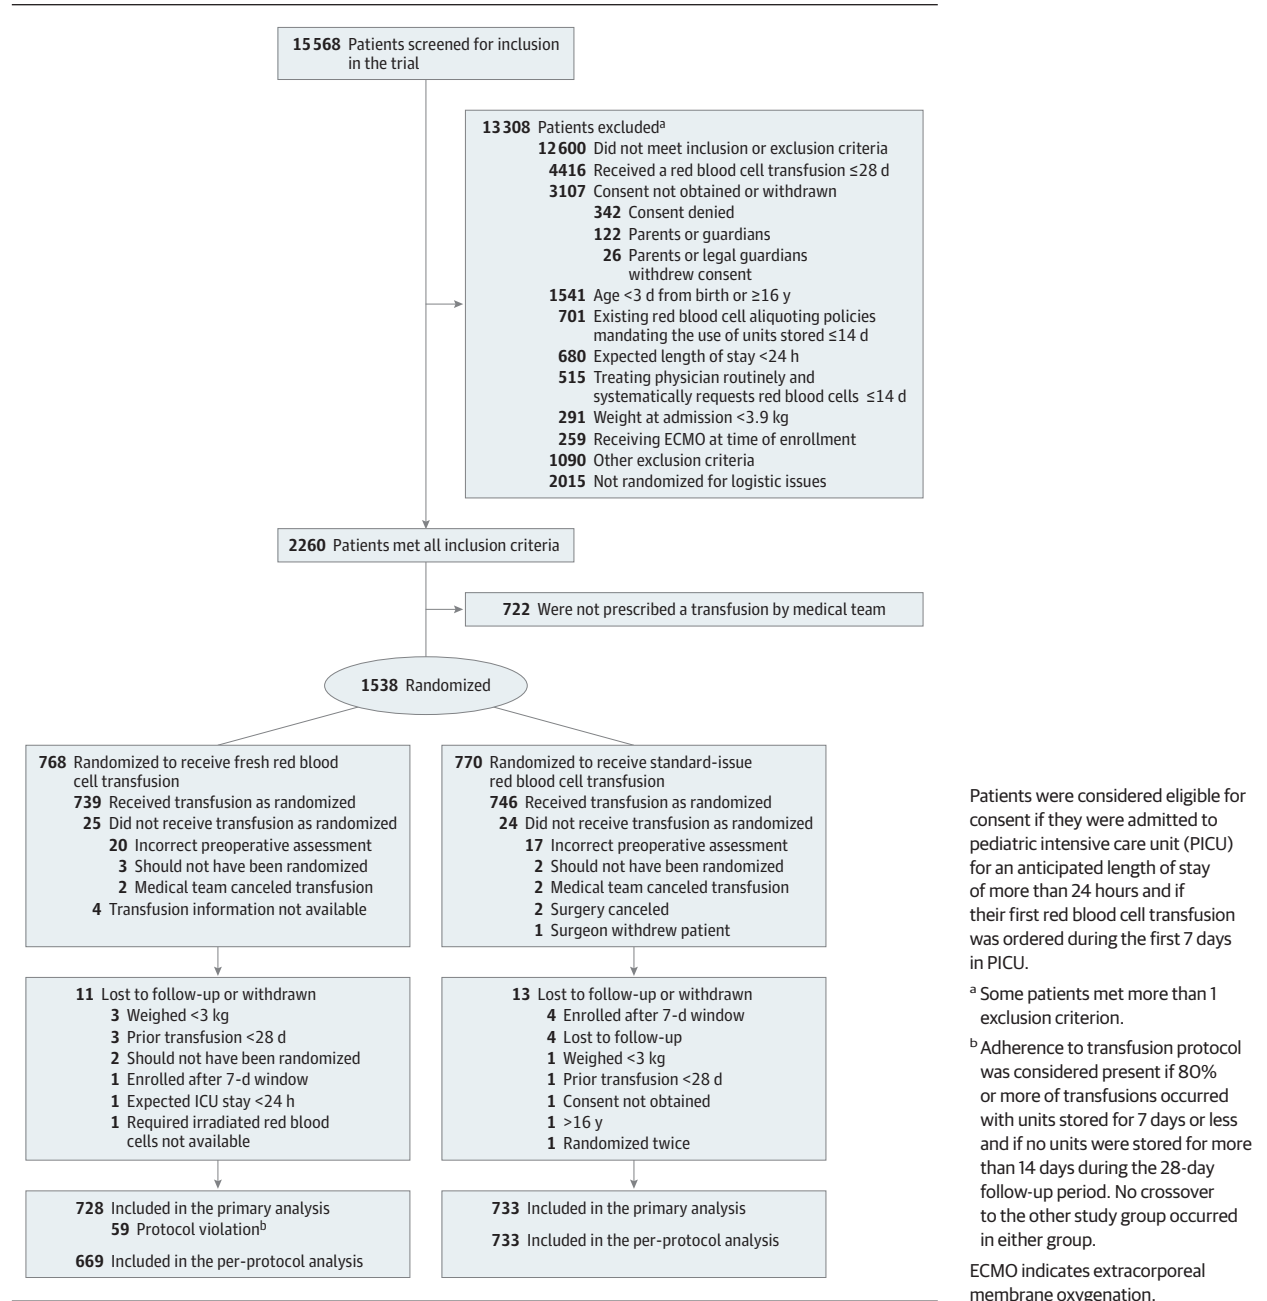 15 568 Patients screened for inclusion
in the trial
13 308 Patients excludedᵃ
12 600 Did not meet inclusion or exclusion criteria
4416 Received a red blood cell transfusion ≤28 d
3107 Consent not obtained or withdrawn
342 Consent denied
122 Parents or guardians
26 Parents or legal guardians
withdrew consent
1541 Age <3 d from birth or ≥16 y
701 Existing red blood cell aliquoting policies
mandating the use of units stored ≤14 d
680 Expected length of stay <24 h
515 Treating physician routinely and
systematically requests red blood cells ≤14 d
291 Weight at admission <3.9 kg
259 Receiving ECMO at time of enrollment
1090 Other exclusion criteria
2015 Not randomized for logistic issues
2260 Patients met all inclusion criteria
722 Were not prescribed a transfusion by medical team
1538 Randomized
768 Randomized to receive fresh red blood
cell transfusion
739 Received transfusion as randomized
25 Did not receive transfusion as randomized
20 Incorrect preoperative assessment
3 Should not have been randomized
2 Medical team canceled transfusion
4 Transfusion information not available
770 Randomized to receive standard-issue
red blood cell transfusion
746 Received transfusion as randomized
24 Did not receive transfusion as randomized
17 Incorrect preoperative assessment
2 Should not have been randomized
2 Medical team canceled transfusion
2 Surgery canceled
1 Surgeon withdrew patient
11 Lost to follow-up or withdrawn
3 Weighed <3 kg
3 Prior transfusion <28 d
2 Should not have been randomized
1 Enrolled after 7-d window
1 Expected ICU stay <24 h
1 Required irradiated red blood
cells not available
13 Lost to follow-up or withdrawn
4 Enrolled after 7-d window
4 Lost to follow-up
1 Weighed <3 kg
1 Prior transfusion <28 d
1 Consent not obtained
1 >16 y
1 Randomized twice
728 Included in the primary analysis
59 Protocol violationᵇ
669 Included in the per-protocol analysis
733 Included in the primary analysis
733 Included in the per-protocol analysis
Patients were considered eligible for
consent if they were admitted to
pediatric intensive care unit (PICU)
for an anticipated length of stay
of more than 24 hours and if
their first red blood cell transfusion
was ordered during the first 7 days
in PICU.
ᵃ Some patients met more than 1
exclusion criterion.
ᵇ Adherence to transfusion protocol
was considered present if 80%
or more of transfusions occurred
with units stored for 7 days or less
and if no units were stored for more
than 14 days during the 28-day
follow-up period. No crossover
to the other study group occurred
in either group.
ECMO indicates extracorporeal
membrane oxygenation.